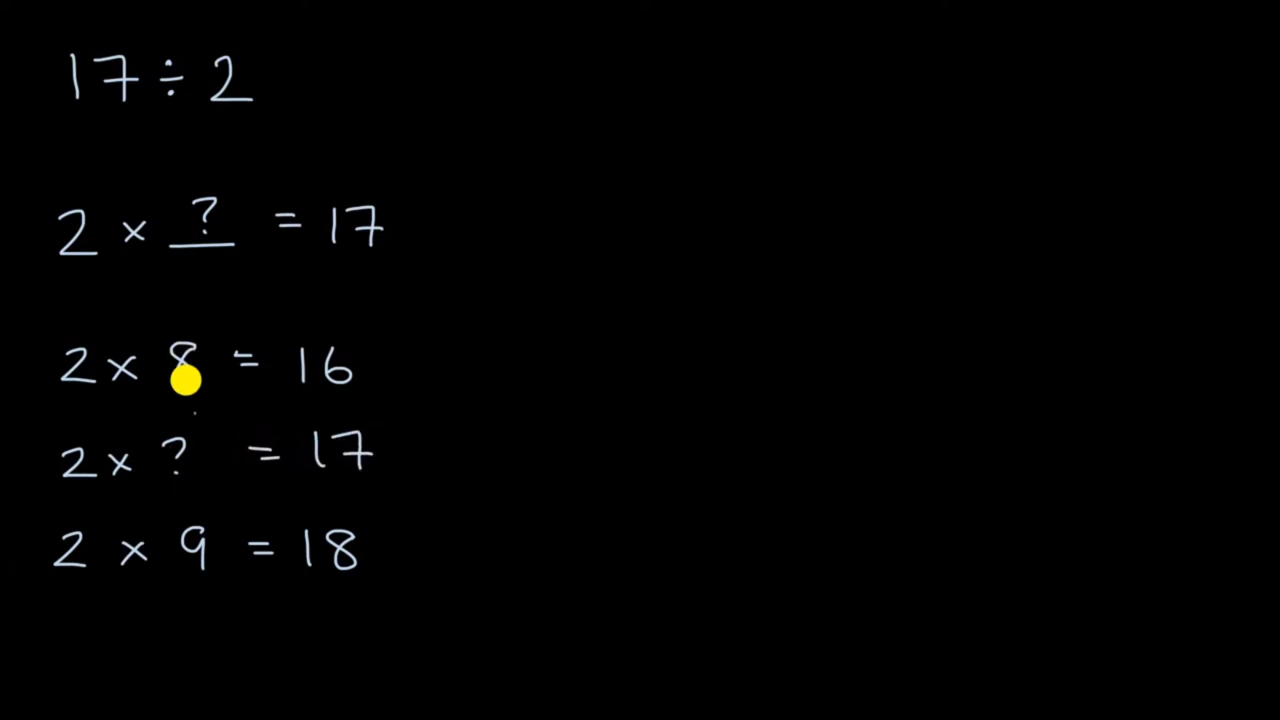 17 ÷ 2
2 × ? = 17
2 × 8 = 16
2 × ? = 17
2 × 9 = 18